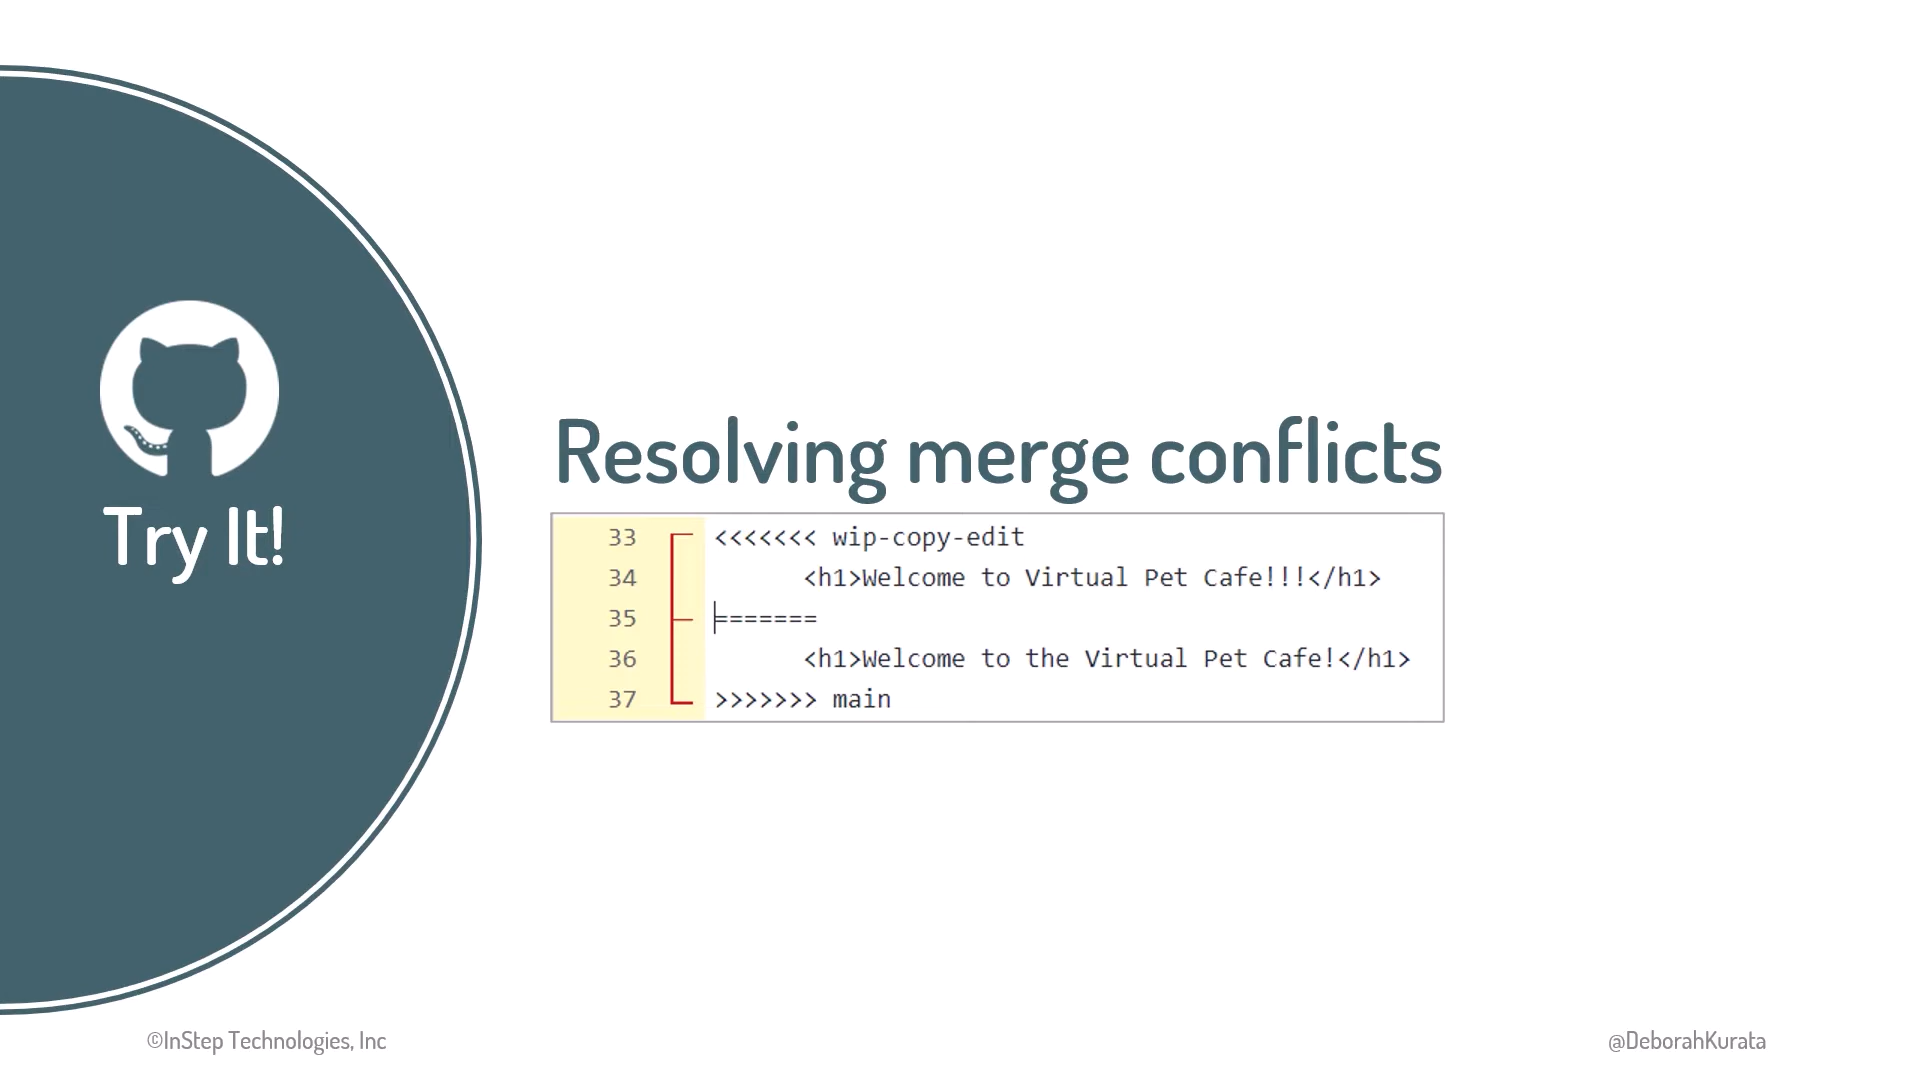 Try It!
Resolving merge conflicts
33 <<<<<<< wip-copy-edit
34 <h1>Welcome to Virtual Pet Cafe!!!</h1>
35 =======
36 <h1>Welcome to the Virtual Pet Cafe!</h1>
37 >>>>>>> main
©InStep Technologies, Inc
@DeborahKurata